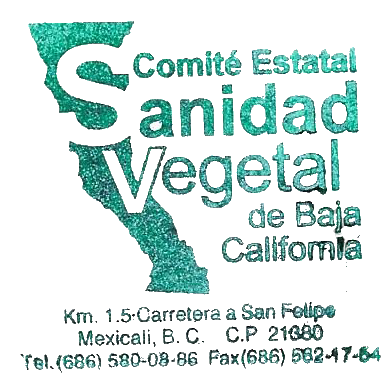 Comité Estatal
Sanidad
Vegetal
de Baja
California
Km. 1.5 Carretera a San Felipe
Mexicali, B. C. C.P 21380
Tel.(686) 580-08-86 Fax(686) 582-17-64